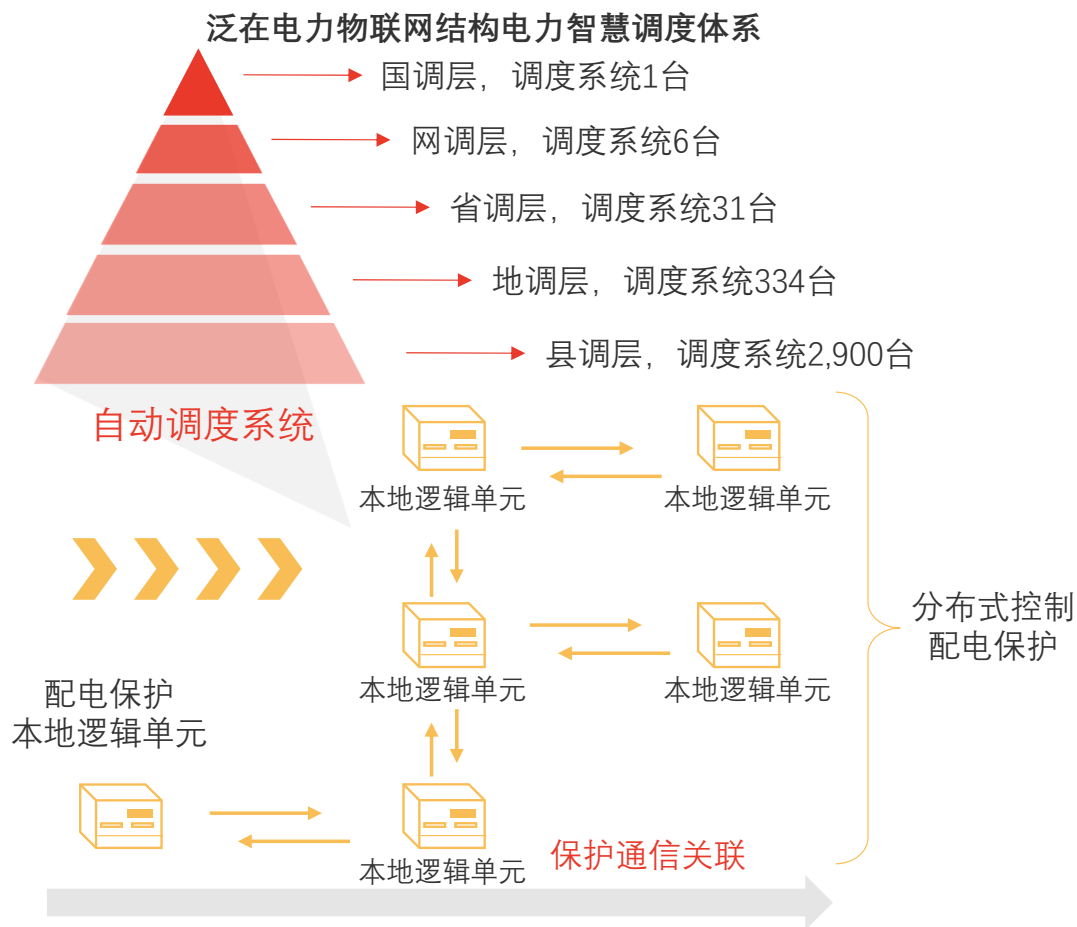 泛在电力物联网结构电力智慧调度体系
国调层，调度系统1台
网调层，调度系统6台
省调层，调度系统31台
地调层，调度系统334台
县调层，调度系统2,900台
自动调度系统
本地逻辑单元
本地逻辑单元
本地逻辑单元
本地逻辑单元
分布式控制
配电保护
配电保护
本地逻辑单元
本地逻辑单元
保护通信关联